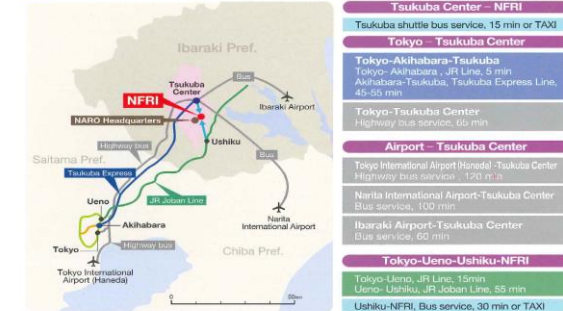 Ibaraki Pref.
Tsukuba
Center
Bus
NFRI
Ibaraki Airport
NARO Headquarters
Highway bus
Ushiku
Bus
Saitama Pref.
Tsukuba Express
Ueno
JR Joban Line
Akihabara
Narita
International Airport
Tokyo
Highway bus
Chiba Pref.
Tokyo International
Airport (Haneda)
0
Tsukuba Center – NFRI
Tsukuba shuttle bus service, 15 min or TAXI
Tokyo – Tsukuba Center
Tokyo-Akihabara-Tsukuba
Tokyo- Akihabara , JR Line, 5 min
Akihabara-Tsukuba, Tsukuba Express Line,
45-55 min
Tokyo-Tsukuba Center
Highway bus service, 65 min
Airport – Tsukuba Center
Tokyo International Airport (Haneda) -Tsukuba Center
Highway bus service , 120 min
Narita International Airport-Tsukuba Center
Bus service, 100 min
Ibaraki Airport-Tsukuba Center
Bus service, 60 min
Tokyo-Ueno-Ushiku-NFRI
Tokyo-Ueno, JR Line, 15min
Ueno- Ushiku, JR Joban Line, 55 min
Ushiku-NFRI, Bus service, 30 min or TAXI